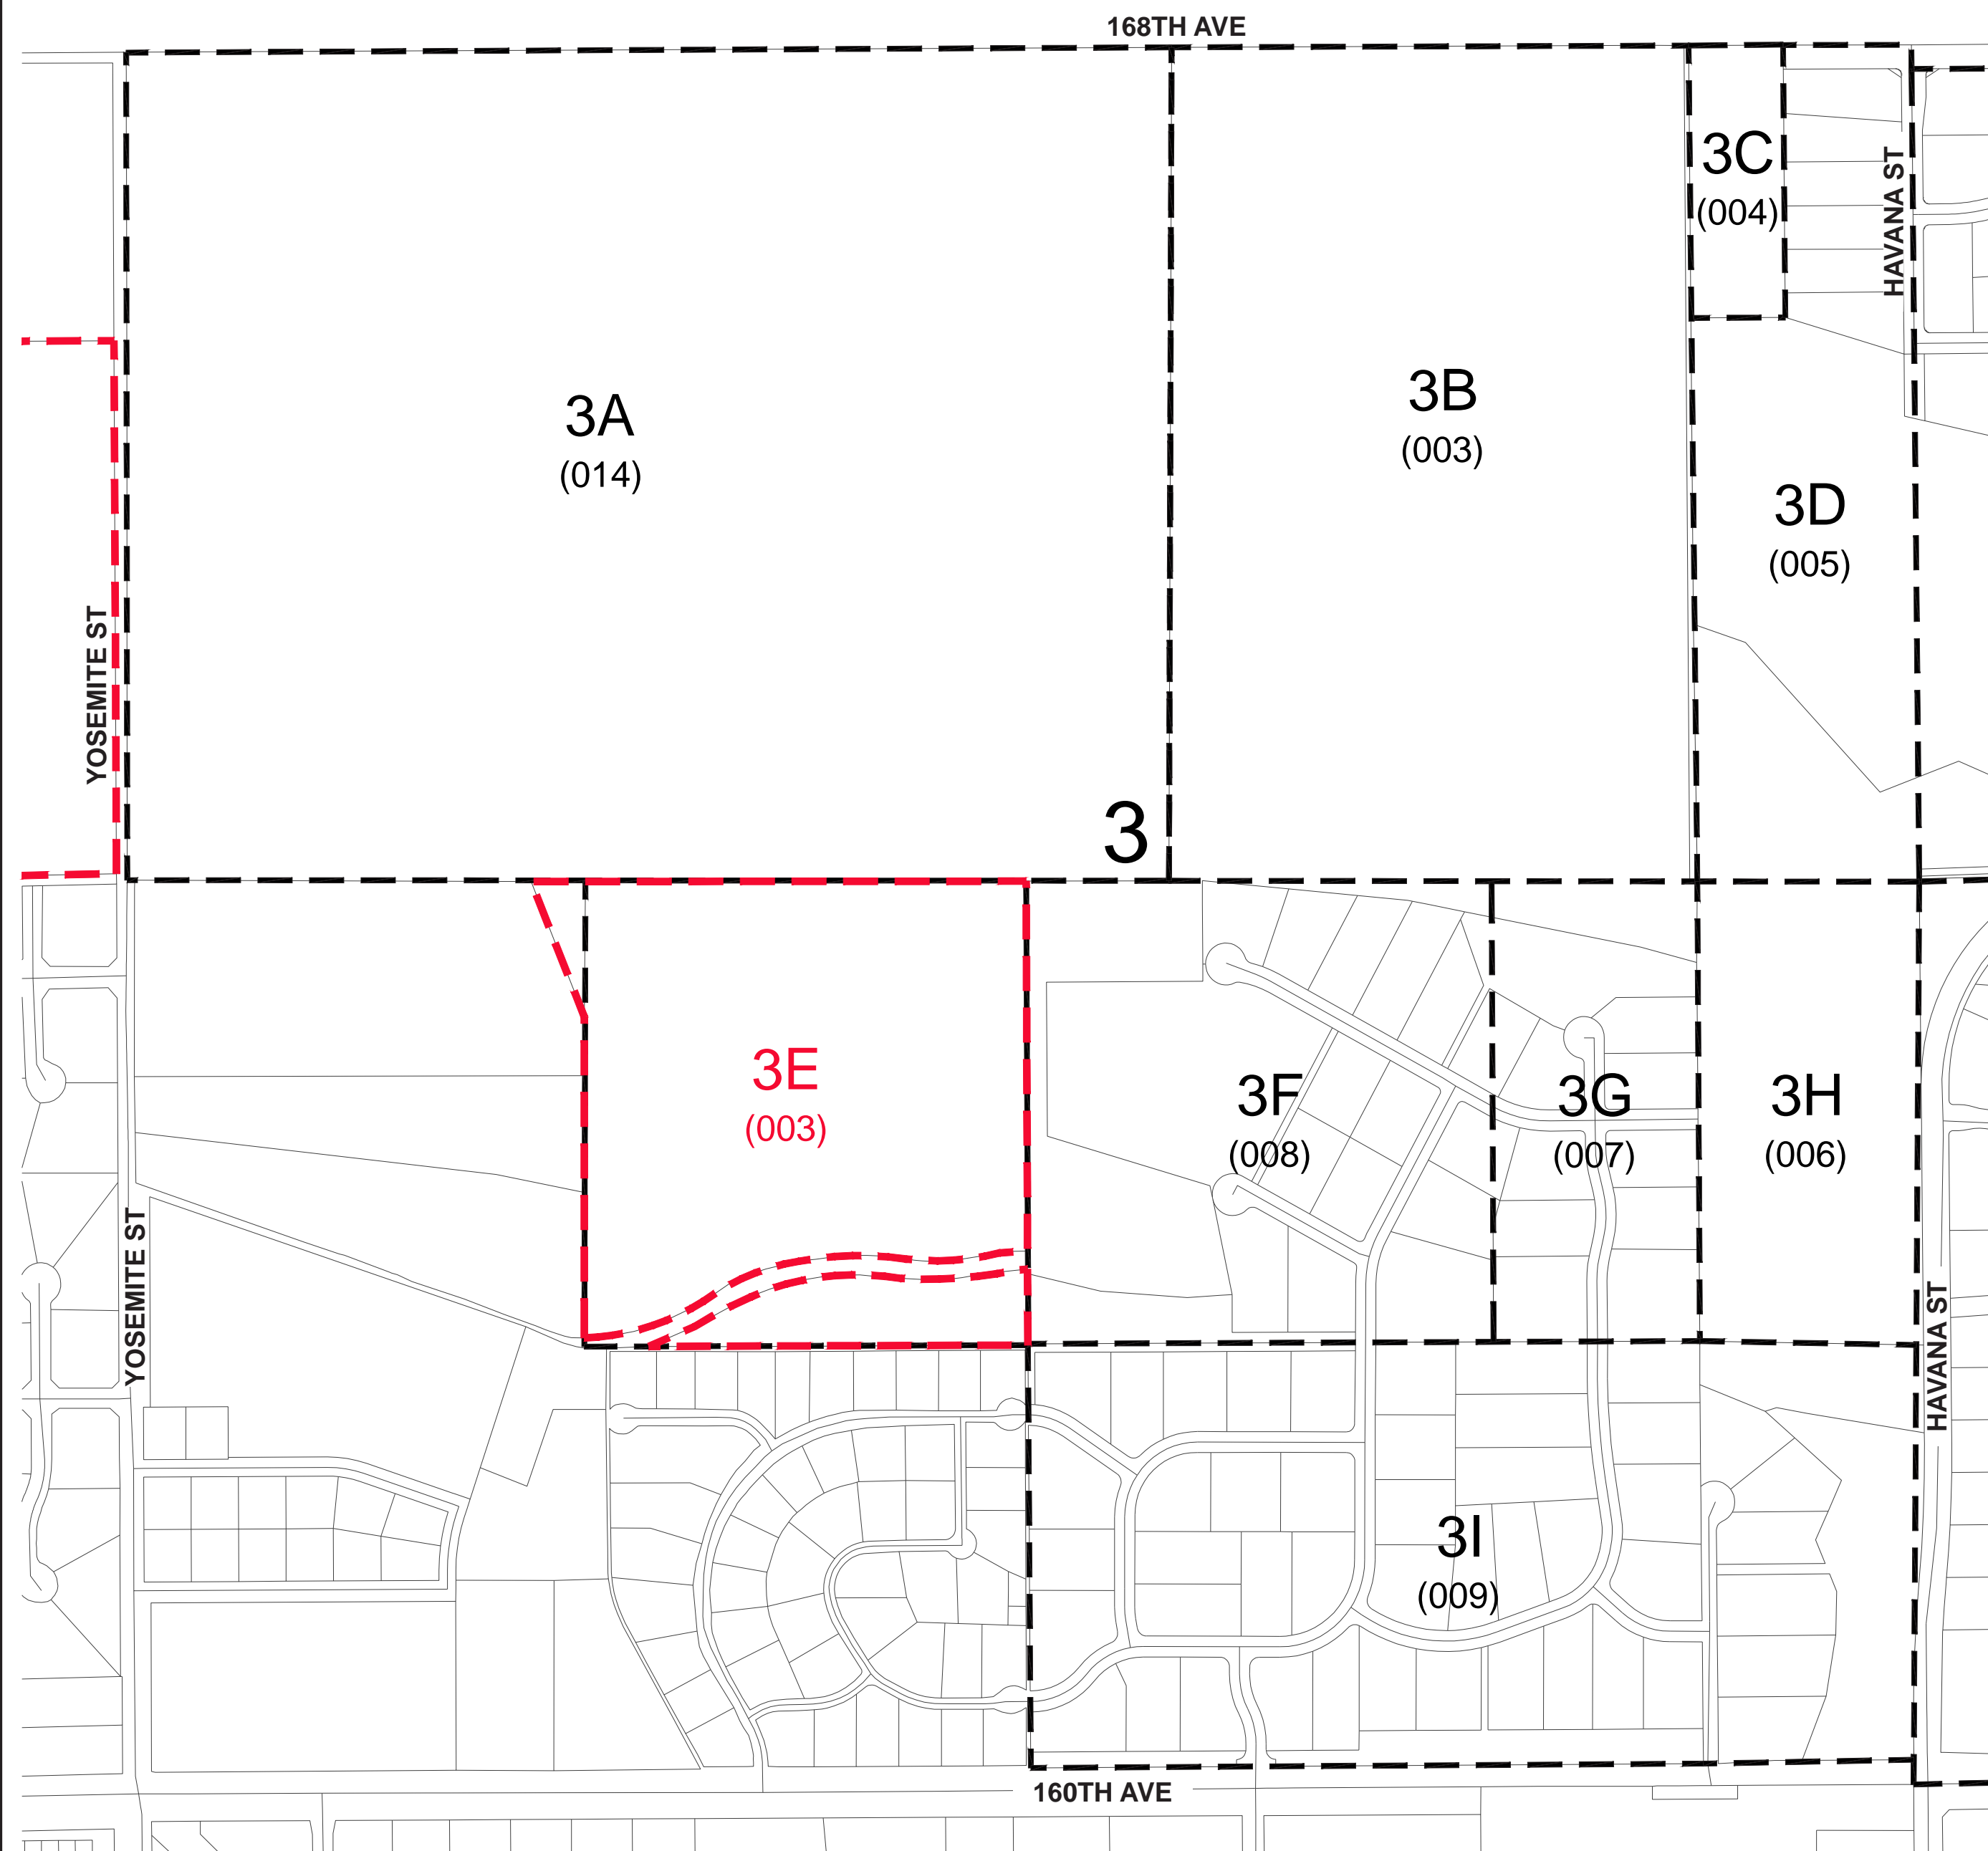 168TH AVE
3C
(004)
HAVANA ST
3B
(003)
3A
(014)
3D
(005)
YOSEMITE ST
3
3E
(003)
3F
(008)
3G
(007)
3H
(006)
YOSEMITE ST
HAVANA ST
3I
(009)
160TH AVE